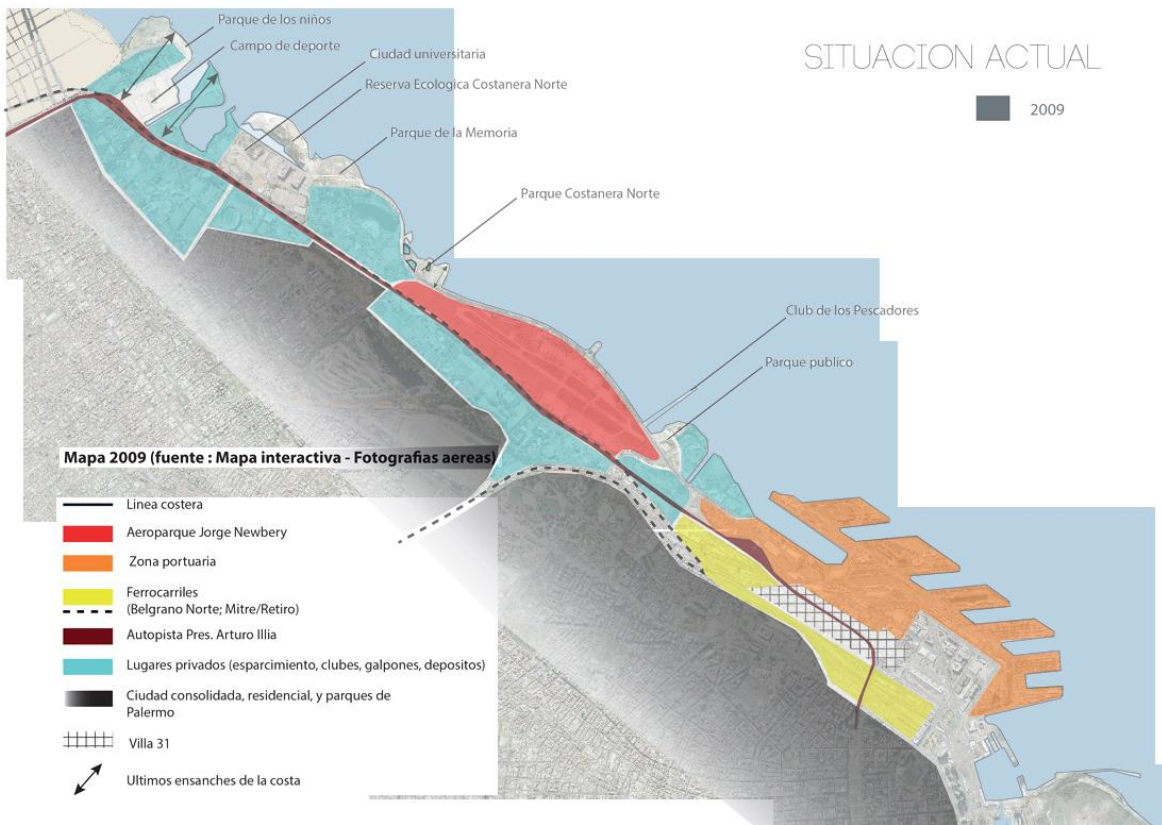 SITUACION ACTUAL
2009
Parque de los niños
Campo de deporte
Ciudad universitaria
Reserva Ecologica Costanera Norte
Parque de la Memoria
Parque Costanera Norte
Club de los Pescadores
Parque publico
Mapa 2009 (fuente : Mapa interactiva - Fotografias aereas)
Linea costera
Aeroparque Jorge Newbery
Zona portuaria
Ferrocarriles
(Belgrano Norte; Mitre/Retiro)
Autopista Pres. Arturo Illia
Lugares privados (esparcimiento, clubes, galpones, depositos)
Ciudad consolidada, residencial, y parques de
Palermo
Villa 31
Ultimos ensanches de la costa